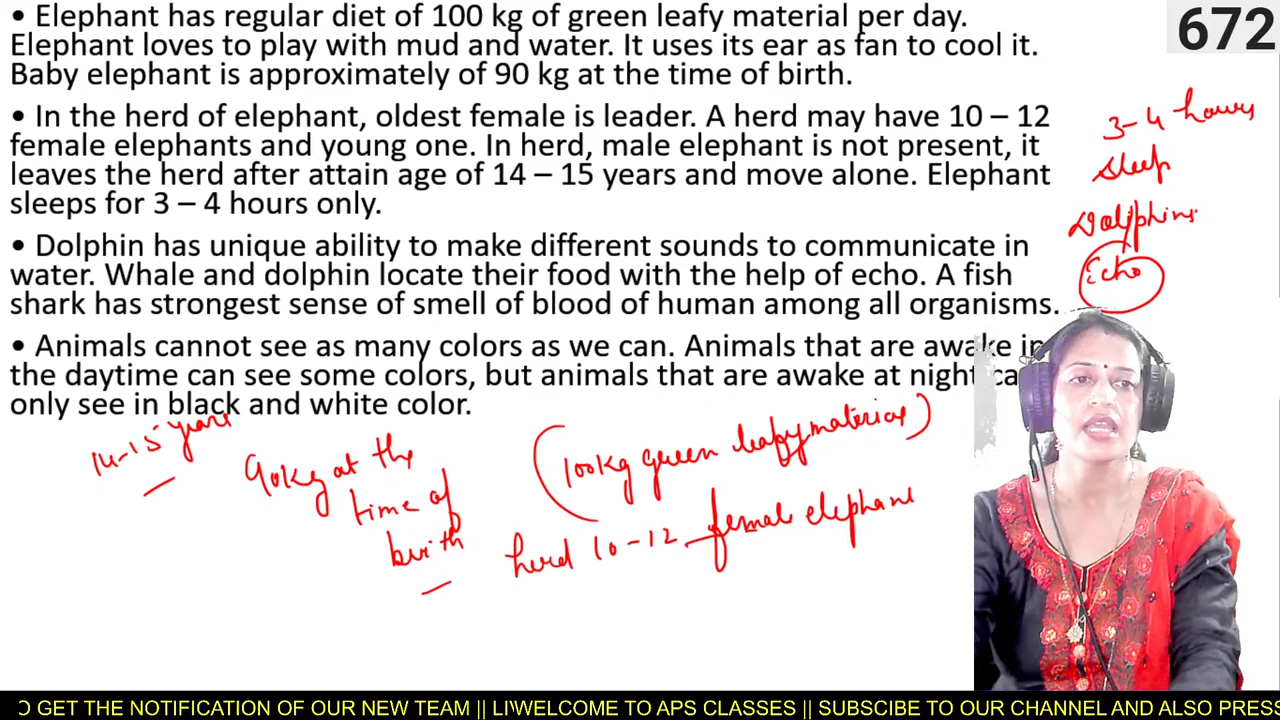 • Elephant has regular diet of 100 kg of green leafy material per day.
Elephant loves to play with mud and water. It uses its ear as fan to cool it.
Baby elephant is approximately of 90 kg at the time of birth.
• In the herd of elephant, oldest female is leader. A herd may have 10 – 12
female elephants and young one. In herd, male elephant is not present, it
leaves the herd after attain age of 14 – 15 years and move alone. Elephant
sleeps for 3 – 4 hours only.
• Dolphin has unique ability to make different sounds to communicate in
water. Whale and dolphin locate their food with the help of echo. A fish
shark has strongest sense of smell of blood of human among all organisms.
• Animals cannot see as many colors as we can. Animals that are awake in
the daytime can see some colors, but animals that are awake at night ca
only see in black and white color.
672
3-4 hours
sleep
Echo
14-15 years
90kg at the
time of
(100kg green leafy material)
herd 10-12 female elephant
O GET THE NOTIFICATION OF OUR NEW TEAM || LI\WELCOME TO APS CLASSES || SUBSCIBE TO OUR CHANNEL AND ALSO PRESS